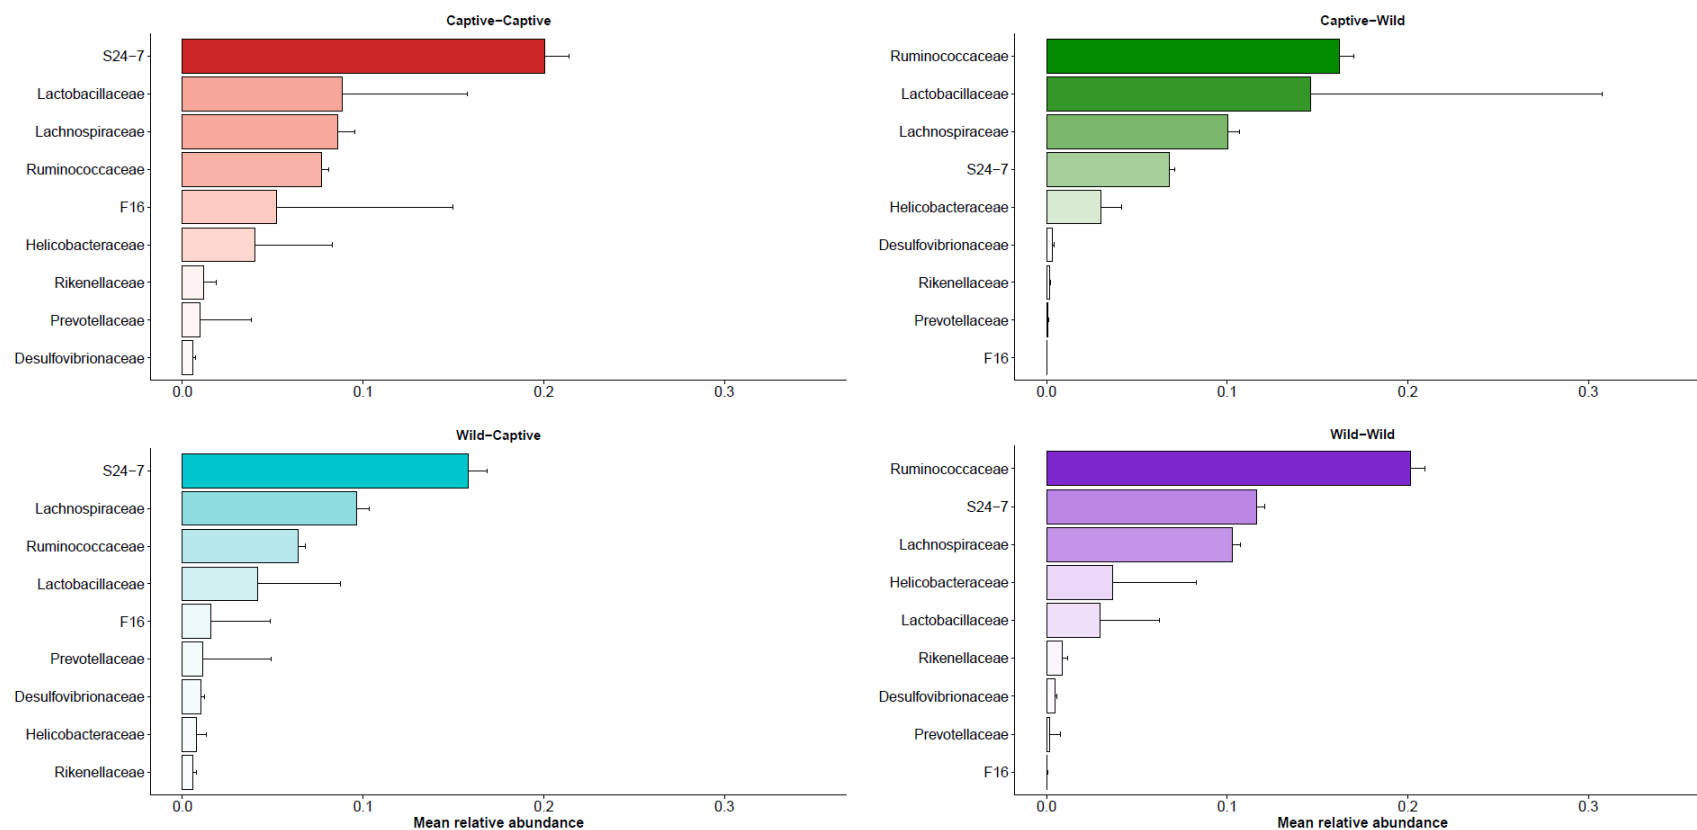 Captive−Captive
S24−7
Lactobacillaceae
Lachnospiraceae
Ruminococcaceae
F16
Helicobacteraceae
Rikenellaceae
Prevotellaceae
Desulfovibrionaceae
0.0 0.1 0.2 0.3
Captive−Wild
Ruminococcaceae
Lactobacillaceae
Lachnospiraceae
S24−7
Helicobacteraceae
Desulfovibrionaceae
Rikenellaceae
Prevotellaceae
F16
0.0 0.1 0.2 0.3
Wild−Captive
S24−7
Lachnospiraceae
Ruminococcaceae
Lactobacillaceae
F16
Prevotellaceae
Desulfovibrionaceae
Helicobacteraceae
Rikenellaceae
0.0 0.1 0.2 0.3
Mean relative abundance
Wild−Wild
Ruminococcaceae
S24−7
Lachnospiraceae
Helicobacteraceae
Lactobacillaceae
Rikenellaceae
Desulfovibrionaceae
Prevotellaceae
F16
0.0 0.1 0.2 0.3
Mean relative abundance